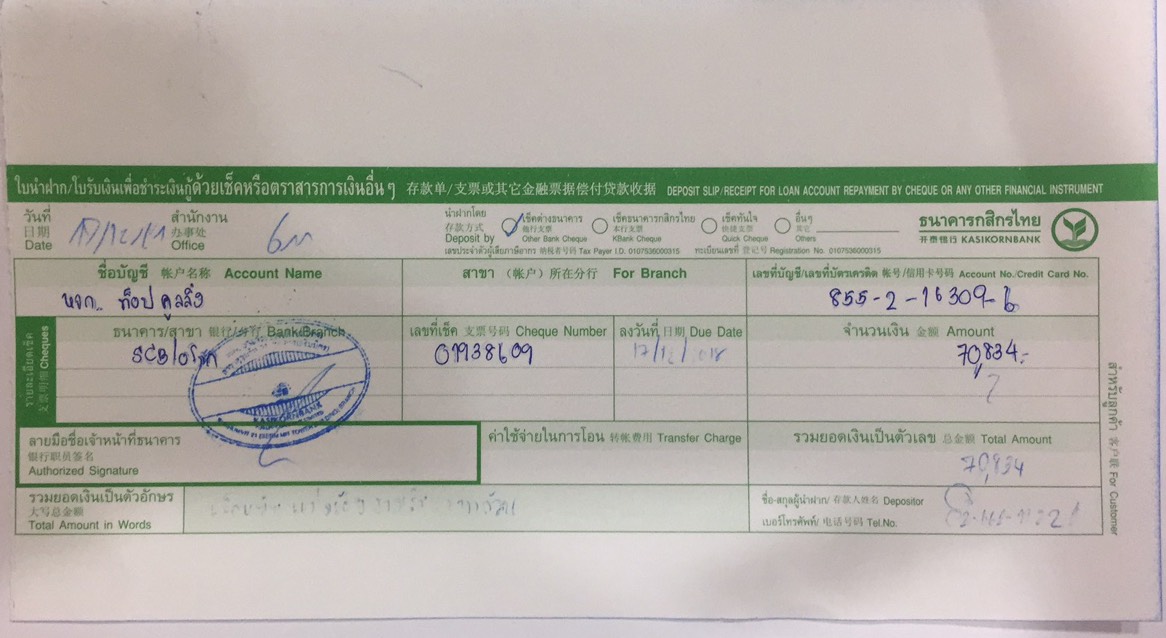 ใบนำฝาก/ใบรับเงินเพื่อชำระเงินกู้ด้วยเช็คหรือตราสารการเงินอื่น ๆ 存款单/支票或其它金融票据偿付贷款收据 DEPOSIT SLIP/RECEIPT FOR LOAN ACCOUNT REPAYMENT BY CHEQUE OR ANY OTHER FINANCIAL INSTRUMENT
วันที่ 日期 Date
สำนักงาน 办事处 Office
นำฝากโดย 存款方式 Deposit by
เช็คต่างธนาคาร 他行支票 Other Bank Cheque
เช็คธนาคารกสิกรไทย 本行支票 KBank Cheque
เช็คทันใจ 快捷支票 Quick Cheque
อื่นๆ 其它 Others
เลขประจำตัวผู้เสียภาษีอากร 纳税者号码 Tax Payer I.D. 0107536000315 ทะเบียนเลขที่ 登记号 Registration No. 0107536000315
ธนาคารกสิกรไทย
开泰银行 KASIKORNBANK
ชื่อบัญชี 帐户名称 Account Name
สาขา (帐户) 所在分行 For Branch
เลขที่บัญชี/เลขที่บัตรเครดิต 帐号/信用卡号码 Account No./Credit Card No.
หจก. ท็อป คูลลิ่ง
855-2-16309-6
รายละเอียดเช็ค 支票明细 Cheques
ธนาคาร/สาขา 银行/分行 Bank/Branch
เลขที่เช็ค 支票号码 Cheque Number
ลงวันที่ 日期 Due Date
จำนวนเงิน 金额 Amount
SCB/อโศก
01938609
17/12/2018
70,834.-
KASIKORNBANK
ลายมือชื่อเจ้าหน้าที่ธนาคาร
银行职员签名
Authorized Signature
ค่าใช้จ่ายในการโอน 转帐费用 Transfer Charge
รวมยอดเงินเป็นตัวเลข 总金额 Total Amount
70,834
รวมยอดเงินเป็นตัวอักษร
大写总金额
Total Amount in Words
ชื่อ-สกุลผู้นำฝาก/ 存款人姓名 Depositor
เบอร์โทรศัพท์/ 电话号码 Tel.No.
สำหรับลูกค้า 客户联 For Customer